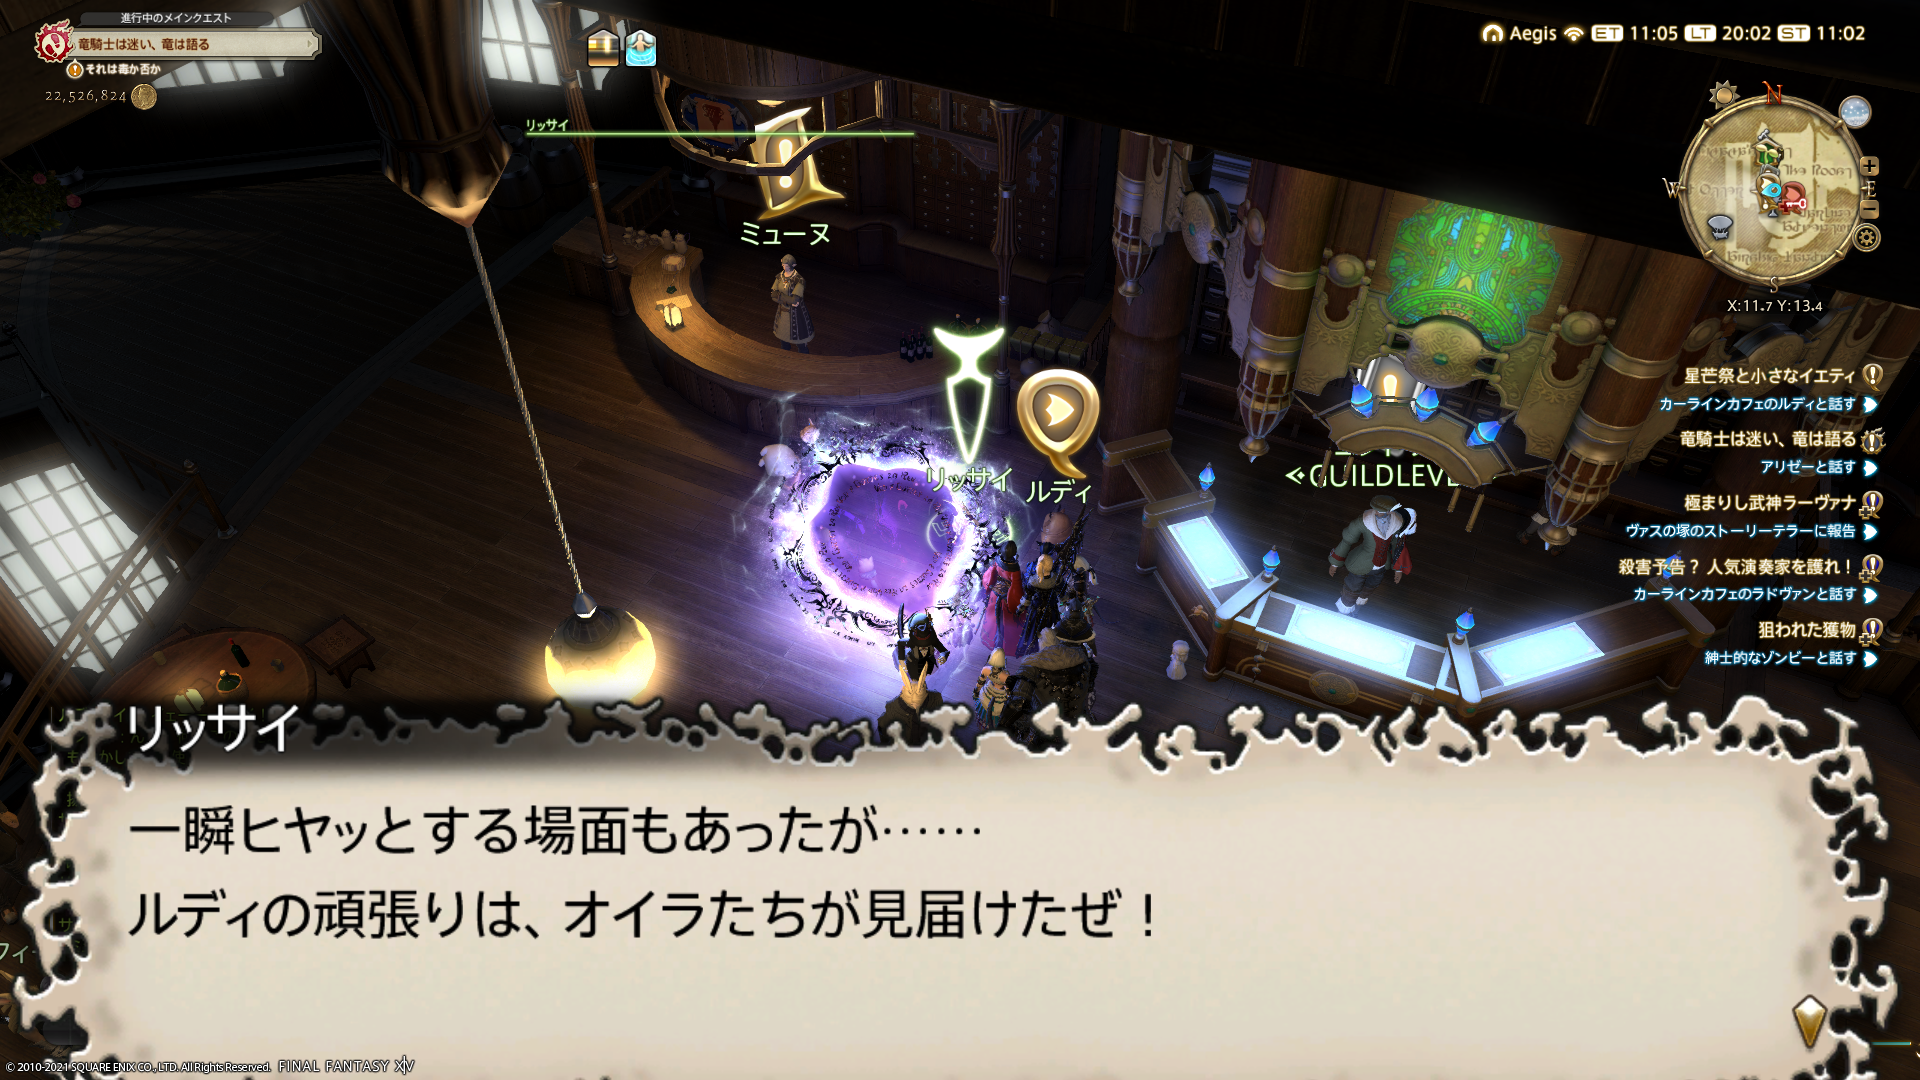 進行中のメインクエスト
竜騎士は迷い、竜は語る
それは毒か否か
22,526,824
Aegis ET 11:05 LT 20:02 ST 11:02
リッサイ
ミューヌ
N
W
E
S
X:11.7 Y:13.4
リッサイ
ルディ
GUILDLEVE
星芒祭と小さなイエティ
カーラインカフェのルディと話す
竜騎士は迷い、竜は語る
アリゼーと話す
極まりし武神ラーヴァナ
ヴァスの塚のストーリーテラーに報告
殺害予告？ 人気演奏家を護れ！
カーラインカフェのラドヴァンと話す
狙われた獲物
紳士的なゾンビーと話す
リッサイ
一瞬ヒヤッとする場面もあったが……
ルディの頑張りは、オイラたちが見届けたぜ！
© 2010-2021 SQUARE ENIX CO., LTD. All Rights Reserved. FINAL FANTASY XIV